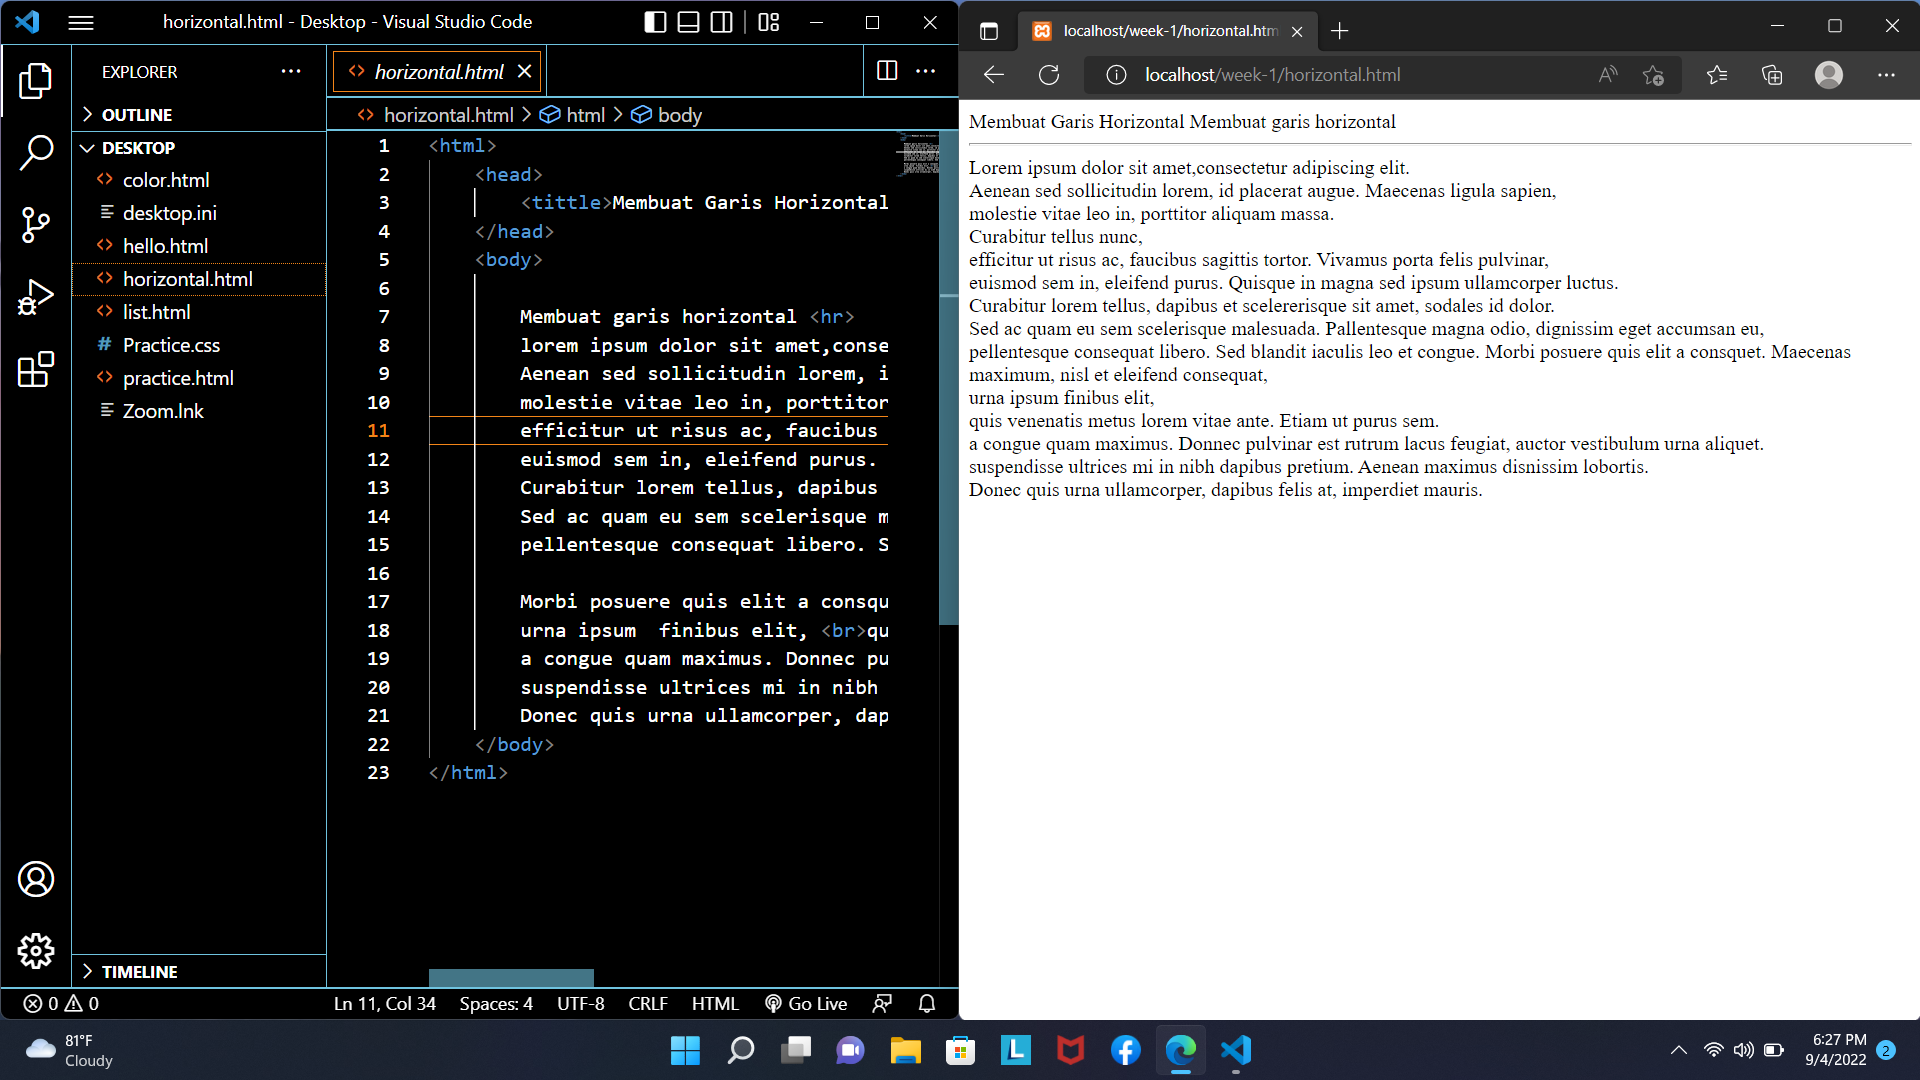 horizontal.html - Desktop - Visual Studio Code
EXPLORER
OUTLINE
DESKTOP
color.html
desktop.ini
hello.html
horizontal.html
list.html
# Practice.css
practice.html
Zoom.lnk
TIMELINE
horizontal.html
horizontal.html > html > body
1 <html>
2 <head>
3 <tittle>Membuat Garis Horizontal
4 </head>
5 <body>
6
7 Membuat garis horizontal <hr>
8 lorem ipsum dolor sit amet,conse
9 Aenean sed sollicitudin lorem, i
10 molestie vitae leo in, porttitor
11 efficitur ut risus ac, faucibus
12 euismod sem in, eleifend purus.
13 Curabitur lorem tellus, dapibus
14 Sed ac quam eu sem scelerisque m
15 pellentesque consequat libero. S
16
17 Morbi posuere quis elit a consqu
18 urna ipsum  finibus elit, <br>qu
19 a congue quam maximus. Donnec pu
20 suspendisse ultrices mi in nibh
21 Donec quis urna ullamcorper, dap
22 </body>
23 </html>
0 0
Ln 11, Col 34 Spaces: 4 UTF-8 CRLF HTML Go Live
localhost/week-1/horizontal.htm
localhost/week-1/horizontal.html
Membuat Garis Horizontal Membuat garis horizontal
Lorem ipsum dolor sit amet,consectetur adipiscing elit.
Aenean sed sollicitudin lorem, id placerat augue. Maecenas ligula sapien,
molestie vitae leo in, porttitor aliquam massa.
Curabitur tellus nunc,
efficitur ut risus ac, faucibus sagittis tortor. Vivamus porta felis pulvinar,
euismod sem in, eleifend purus. Quisque in magna sed ipsum ullamcorper luctus.
Curabitur lorem tellus, dapibus et scelererisque sit amet, sodales id dolor.
Sed ac quam eu sem scelerisque malesuada. Pallentesque magna odio, dignissim eget accumsan eu,
pellentesque consequat libero. Sed blandit iaculis leo et congue. Morbi posuere quis elit a consquet. Maecenas
maximum, nisl et eleifend consequat,
urna ipsum finibus elit,
quis venenatis metus lorem vitae ante. Etiam ut purus sem.
a congue quam maximus. Donnec pulvinar est rutrum lacus feugiat, auctor vestibulum urna aliquet.
suspendisse ultrices mi in nibh dapibus pretium. Aenean maximus disnissim lobortis.
Donec quis urna ullamcorper, dapibus felis at, imperdiet mauris.
81°F
Cloudy
L
6:27 PM
9/4/2022
2